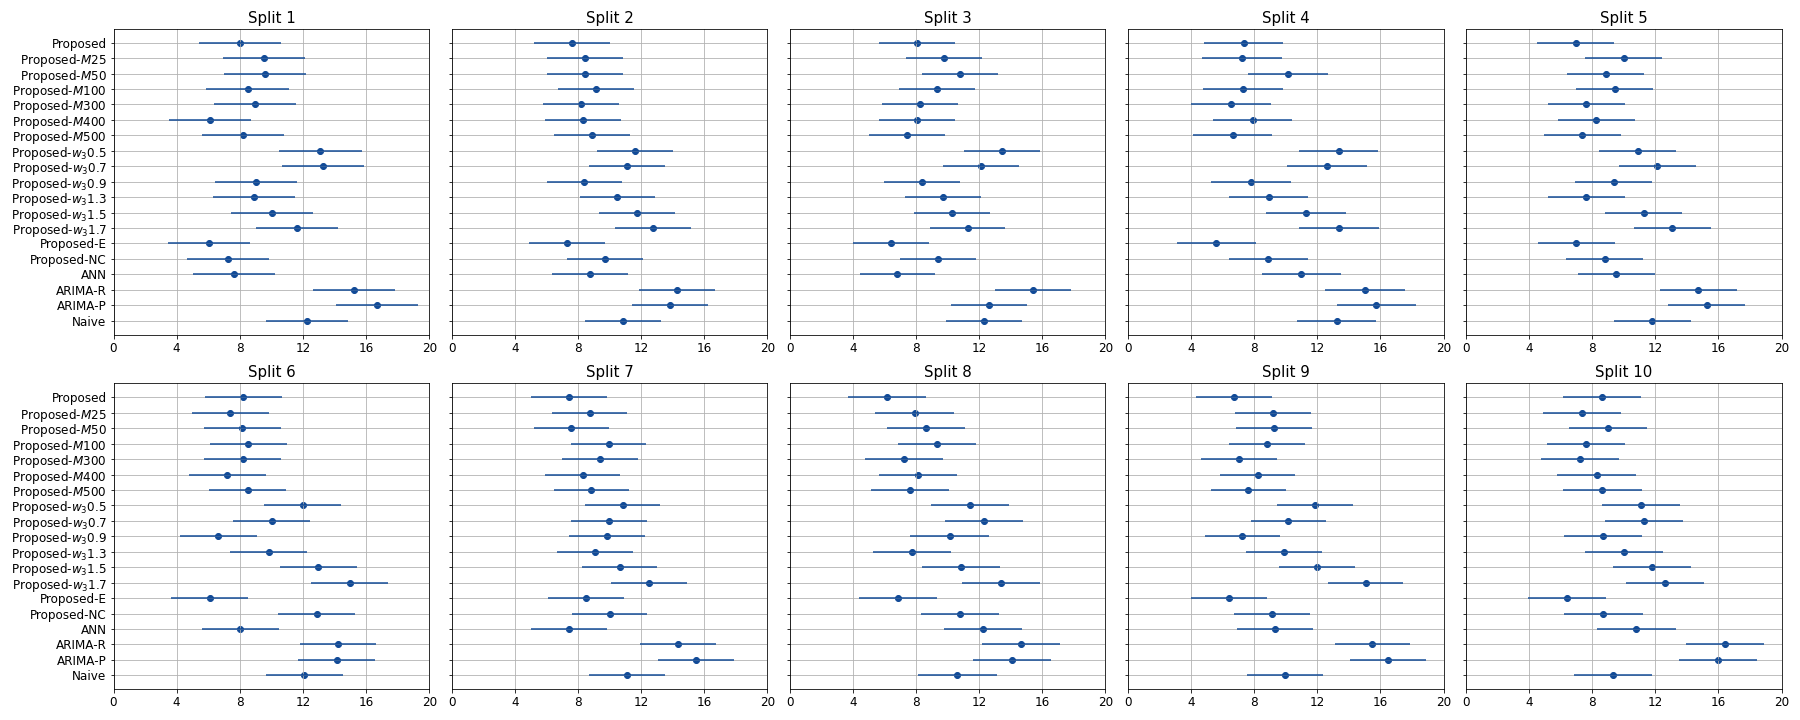 Split 1
Split 2
Split 3
Split 4
Split 5
Proposed
Proposed-M25
Proposed-M50
Proposed-M100
Proposed-M300
Proposed-M400
Proposed-M500
Proposed-w₃0.5
Proposed-w₃0.7
Proposed-w₃0.9
Proposed-w₃1.3
Proposed-w₃1.5
Proposed-w₃1.7
Proposed-E
Proposed-NC
ANN
ARIMA-R
ARIMA-P
Naive
0 4 8 12 16 20
0 4 8 12 16 20
0 4 8 12 16 20
0 4 8 12 16 20
0 4 8 12 16 20
Split 6
Split 7
Split 8
Split 9
Split 10
Proposed
Proposed-M25
Proposed-M50
Proposed-M100
Proposed-M300
Proposed-M400
Proposed-M500
Proposed-w₃0.5
Proposed-w₃0.7
Proposed-w₃0.9
Proposed-w₃1.3
Proposed-w₃1.5
Proposed-w₃1.7
Proposed-E
Proposed-NC
ANN
ARIMA-R
ARIMA-P
Naive
0 4 8 12 16 20
0 4 8 12 16 20
0 4 8 12 16 20
0 4 8 12 16 20
0 4 8 12 16 20